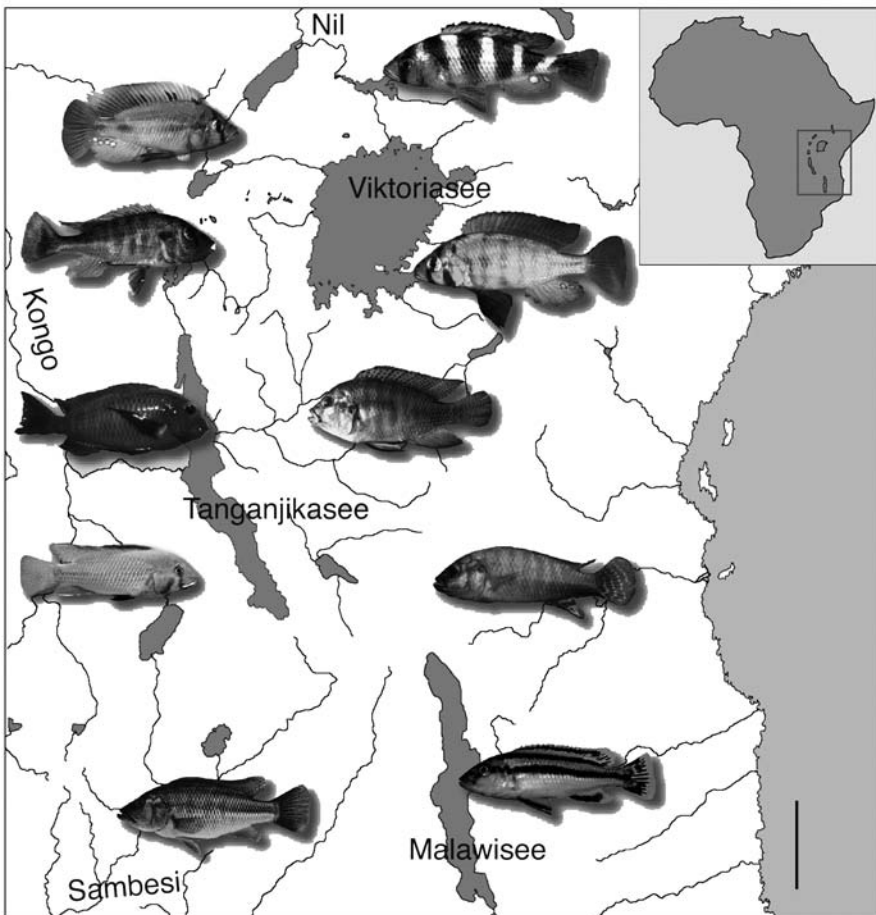 Nil
Viktoriasee
Kongo
Tanganjikasee
Malawisee
Sambesi